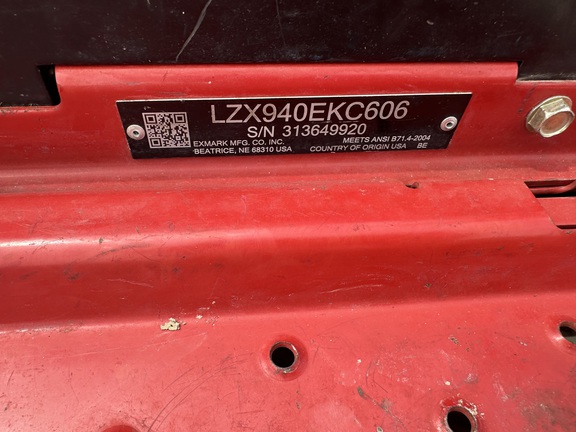 LZX940EKC606
S/N 313649920
EXMARK MFG. CO. INC. MEETS ANSI B71.4-2004
BEATRICE, NE 68310 USA COUNTRY OF ORIGIN USA BE